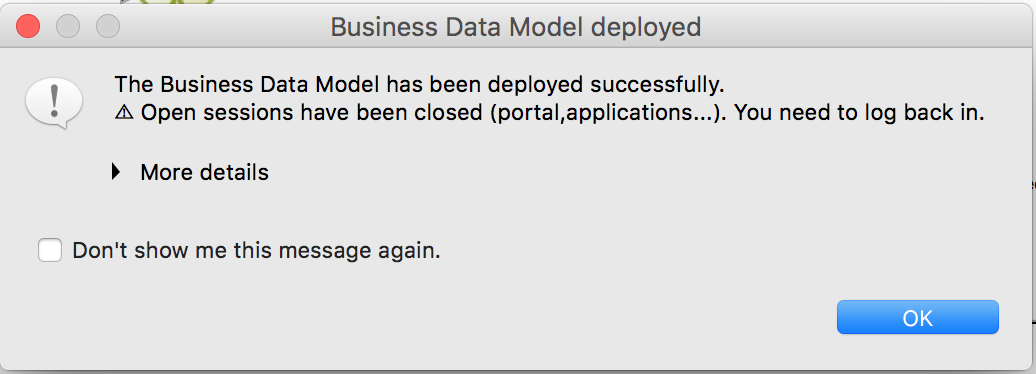 Business Data Model deployed
The Business Data Model has been deployed successfully.
⚠ Open sessions have been closed (portal,applications...). You need to log back in.
More details
Don't show me this message again.
OK